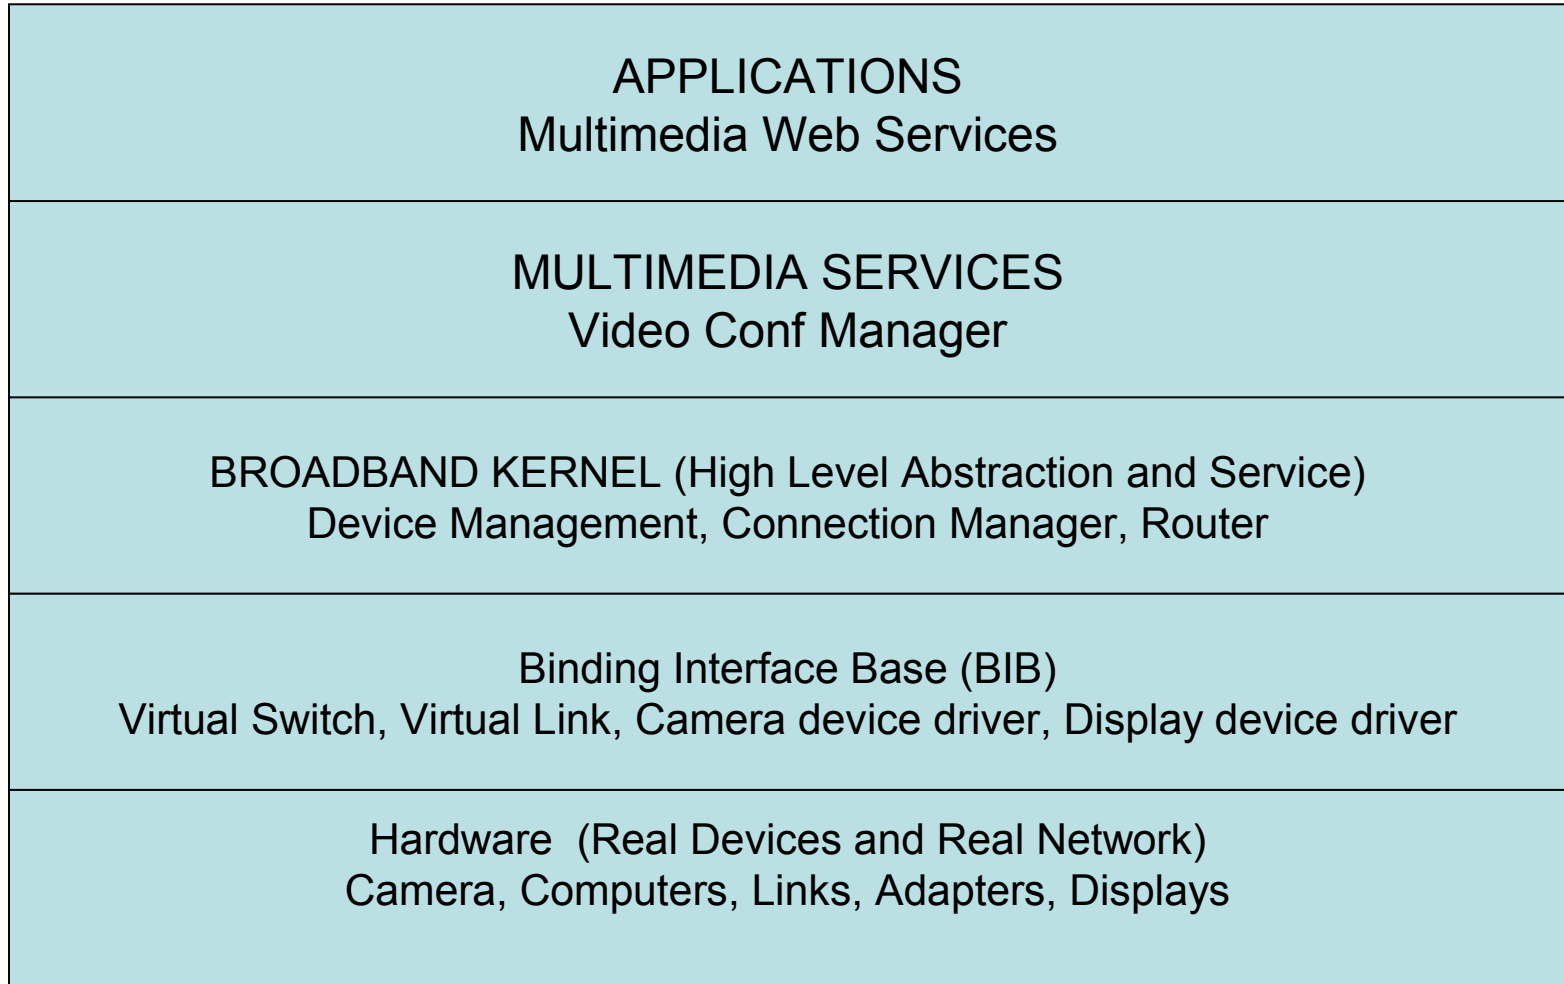 APPLICATIONS
Multimedia Web Services
MULTIMEDIA SERVICES
Video Conf Manager
BROADBAND KERNEL (High Level Abstraction and Service)
Device Management, Connection Manager, Router
Binding Interface Base (BIB)
Virtual Switch, Virtual Link, Camera device driver, Display device driver
Hardware  (Real Devices and Real Network)
Camera, Computers, Links, Adapters, Displays